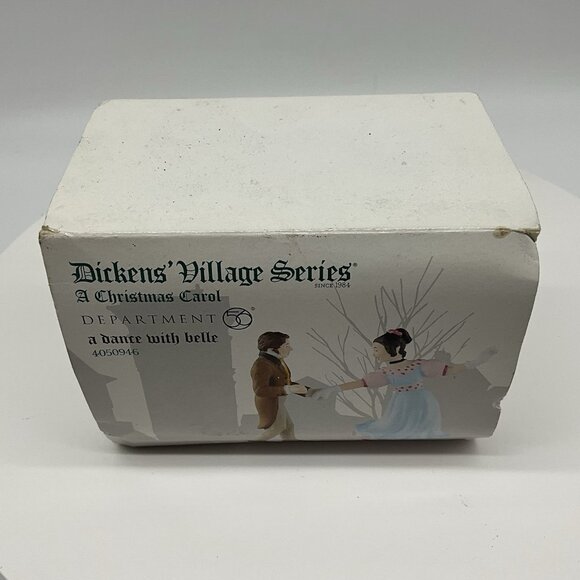 Dickens' Village Series®
SINCE 1984
A Christmas Carol
DEPARTMENT 56®
a dance with belle
4050946